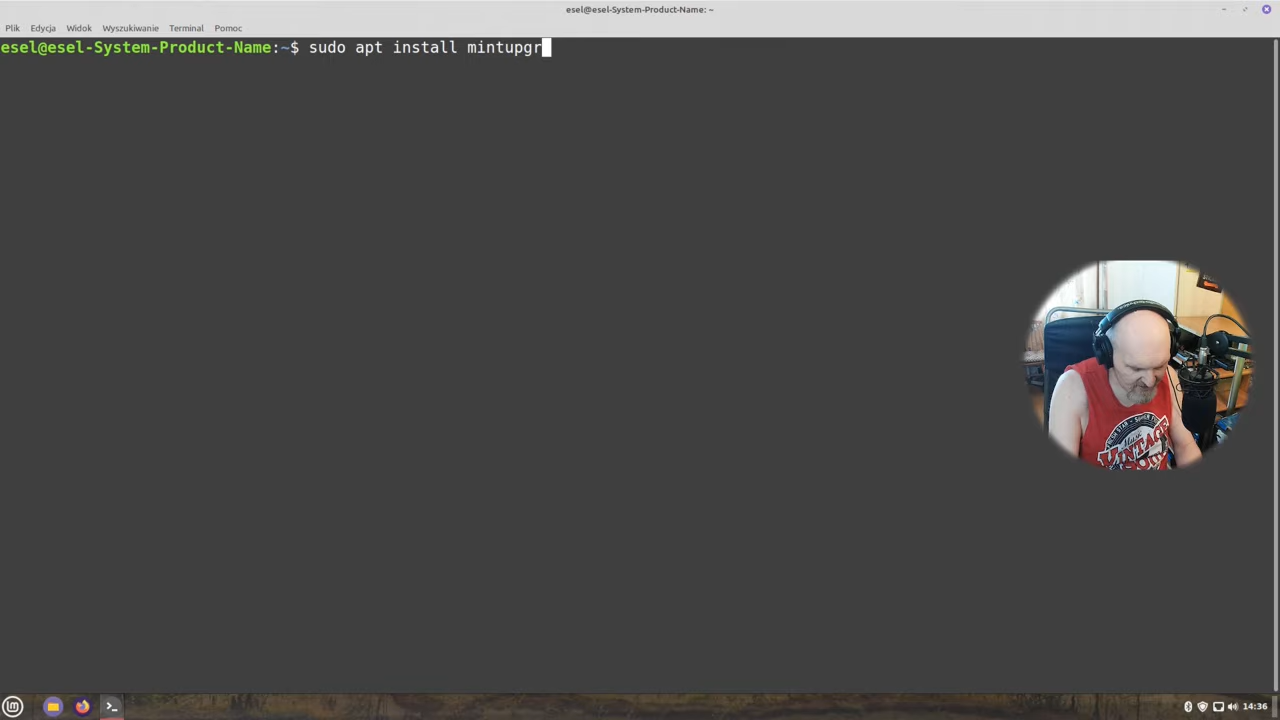 esel@esel-System-Product-Name: ~
Plik Edycja Widok Wyszukiwanie Terminal Pomoc
esel@esel-System-Product-Name:~$ sudo apt install mintupgr
VINTAGE
14:36